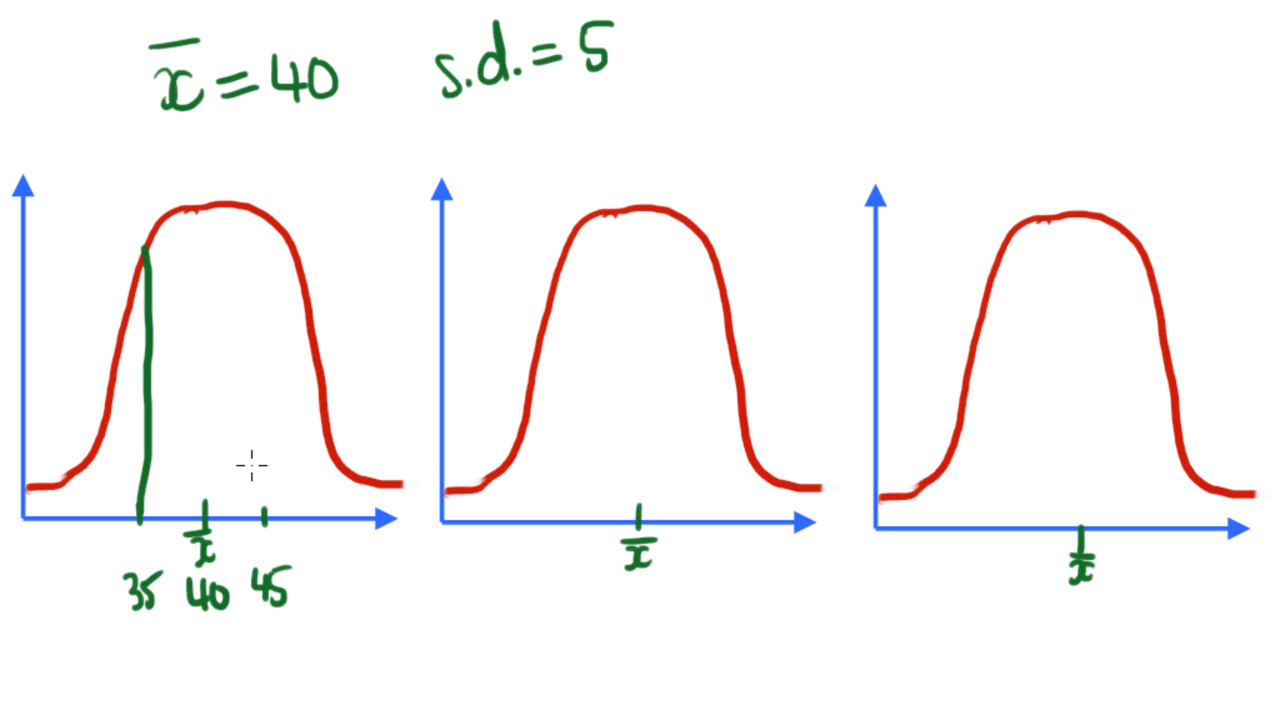 x̄ = 40 s.d. = 5
x̄ x̄ x̄
35 40 45